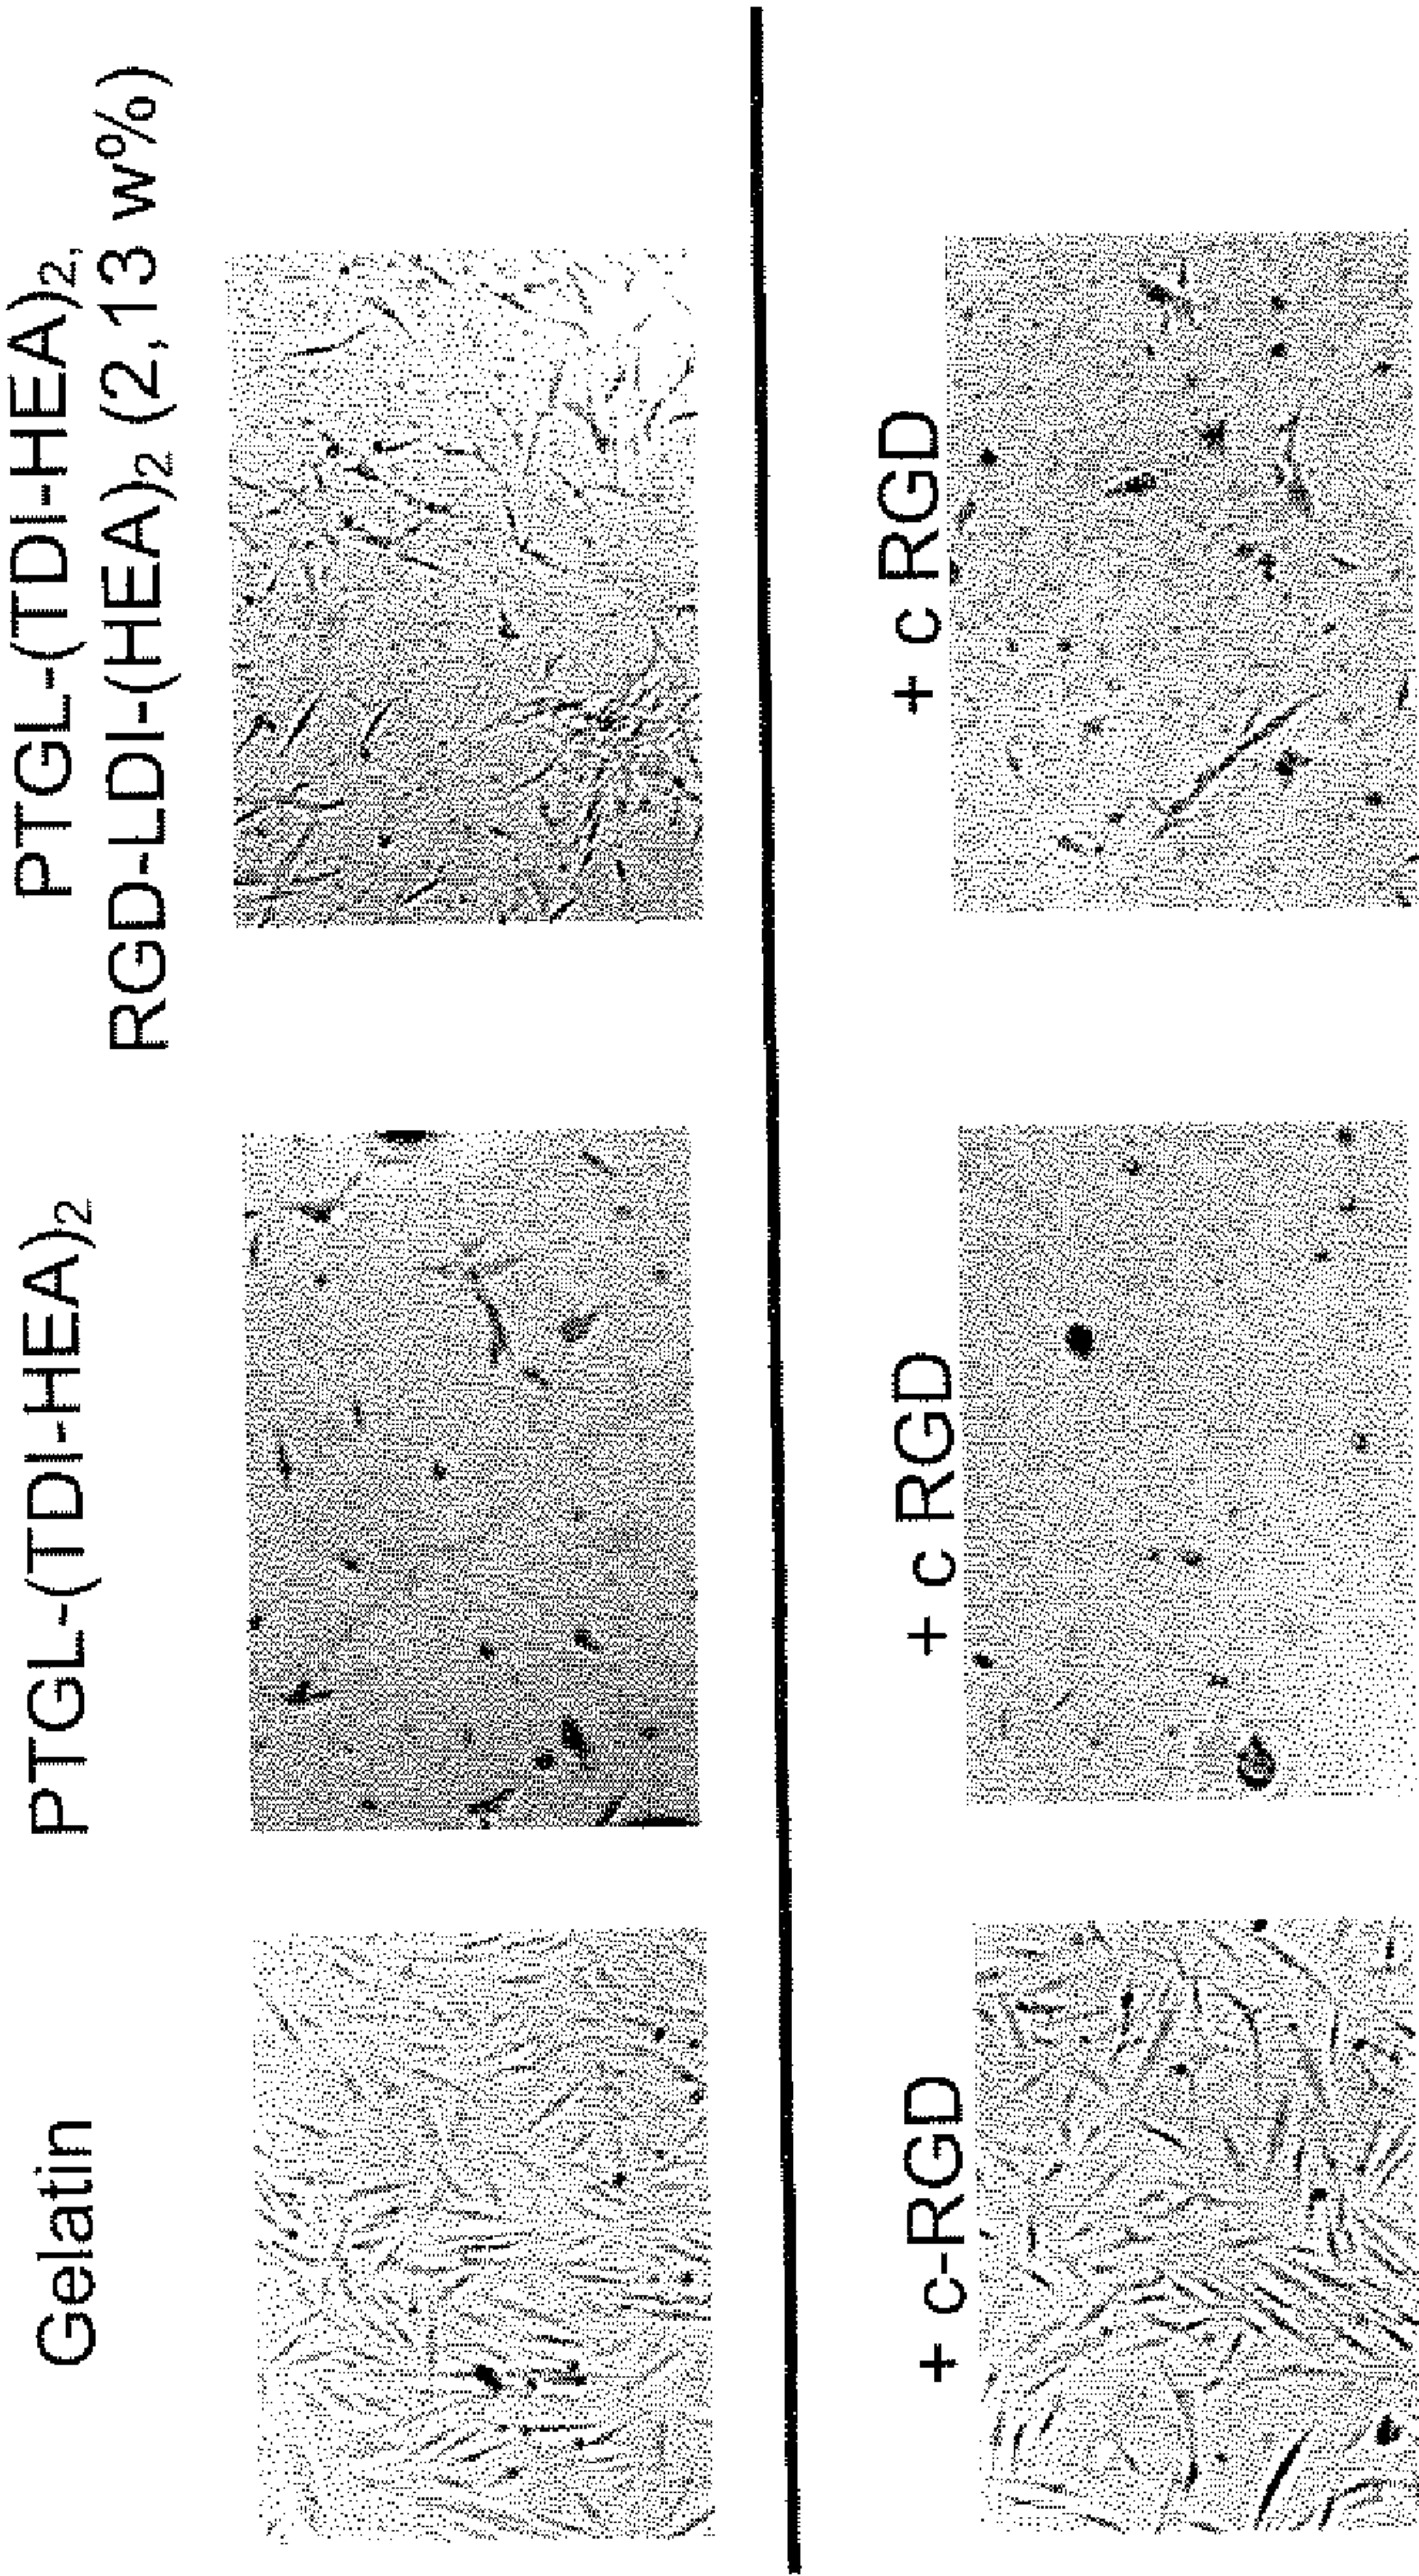 Gelatin
PTGL-(TDI-HEA)₂
PTGL-(TDI-HEA)₂,
RGD-LDI-(HEA)₂ (2,13 w%)
+ c-RGD
+ c RGD
+ c RGD